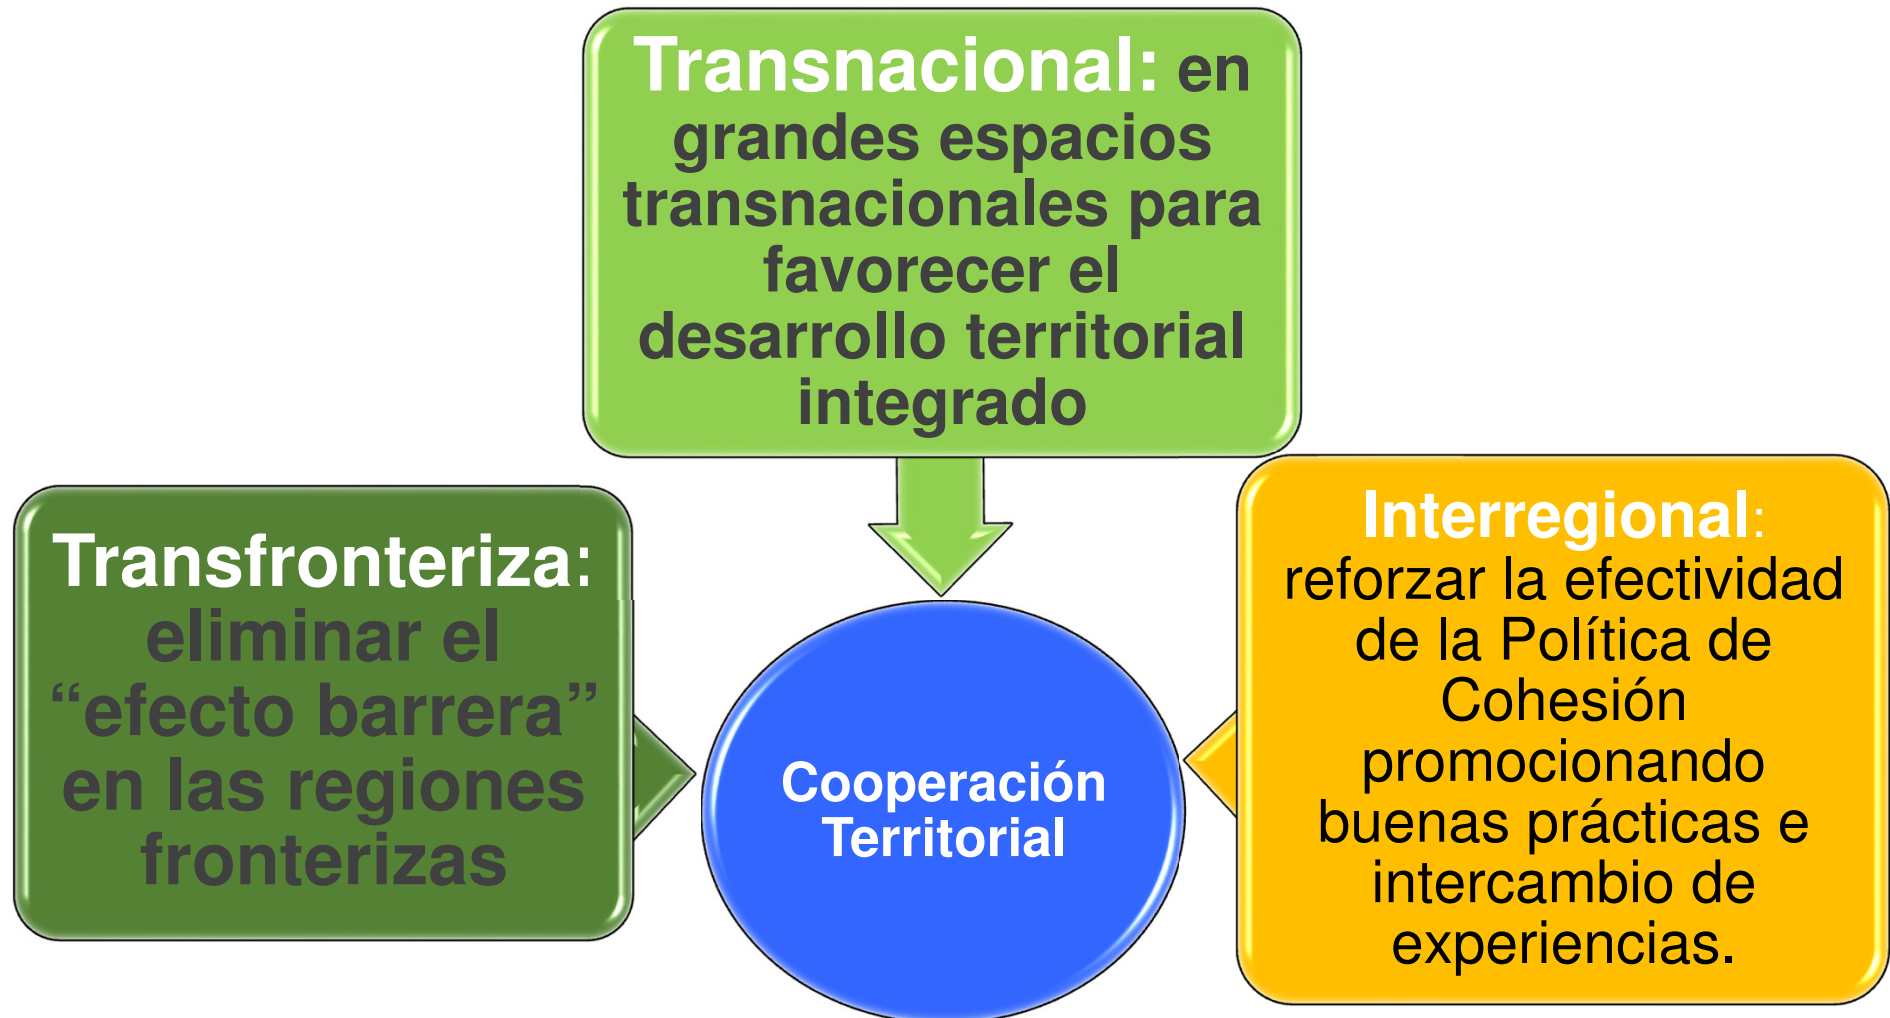 Transnacional: en
grandes espacios
transnacionales para
favorecer el
desarrollo territorial
integrado
Transfronteriza:
eliminar el
“efecto barrera”
en las regiones
fronterizas
Cooperación
Territorial
Interregional:
reforzar la efectividad
de la Política de
Cohesión
promocionando
buenas prácticas e
intercambio de
experiencias.